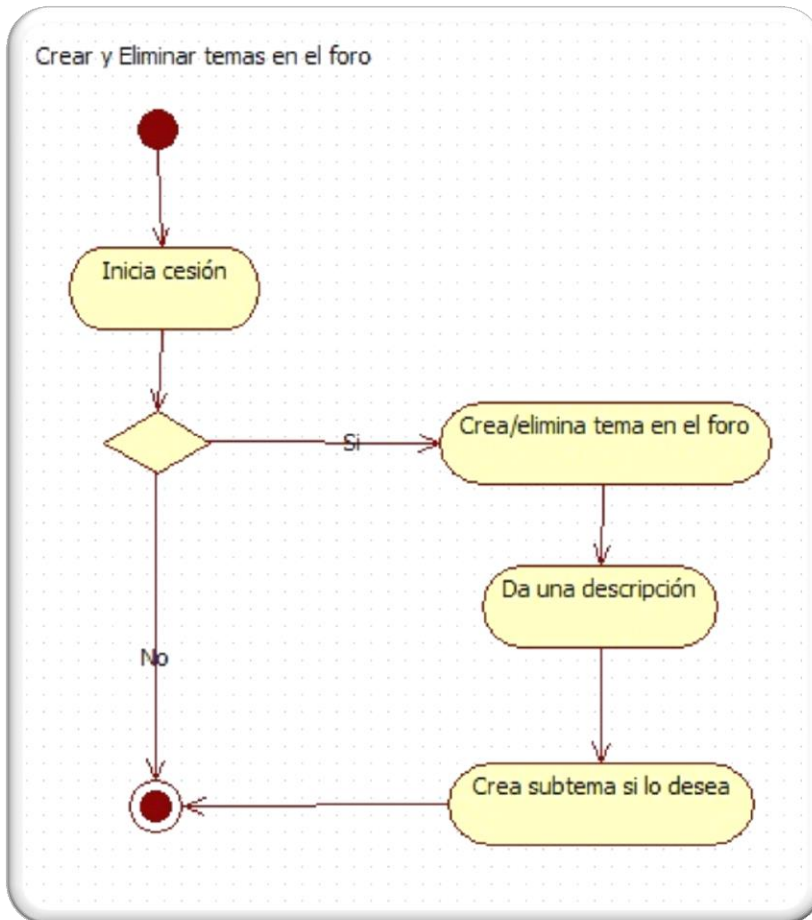 Crear y Eliminar temas en el foro
Inicia cesión
Si
Crea/elimina tema en el foro
Da una descripción
No
Crea subtema si lo desea